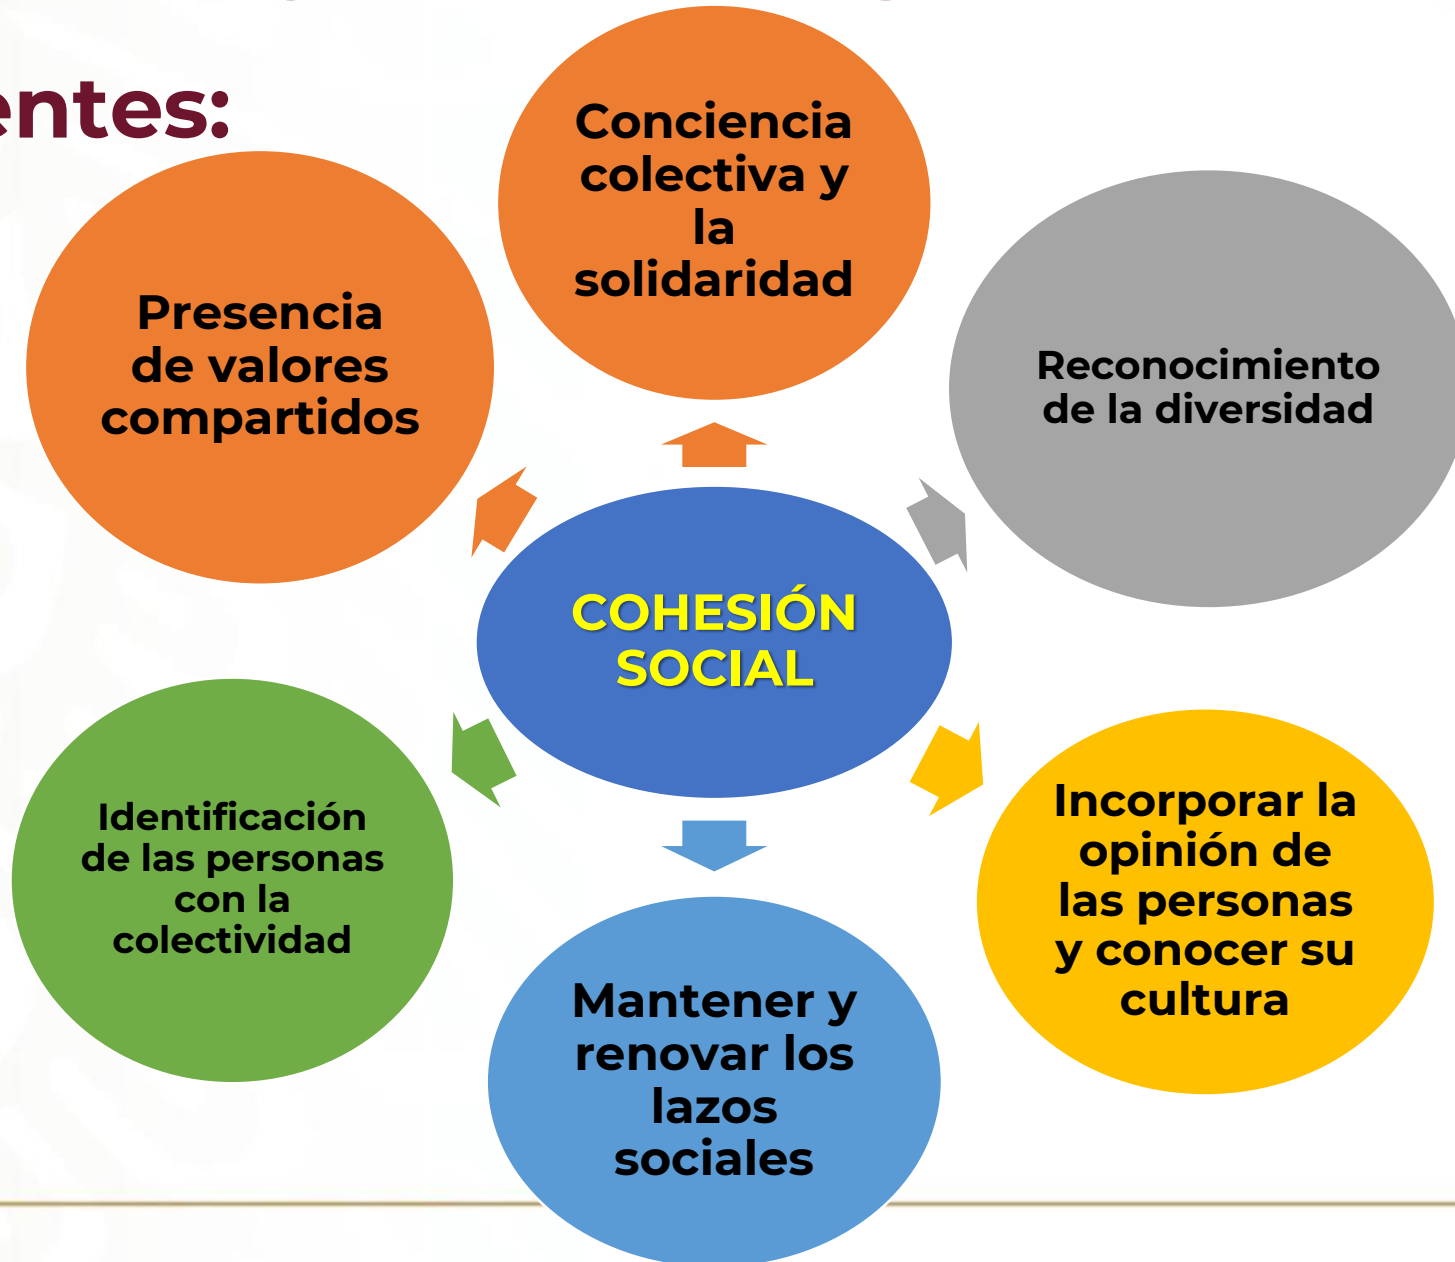 entes:
Conciencia
colectiva y
la
solidaridad
Presencia
de valores
compartidos
Reconocimiento
de la diversidad
COHESIÓN
SOCIAL
Identificación
de las personas
con la
colectividad
Incorporar la
opinión de
las personas
y conocer su
cultura
Mantener y
renovar los
lazos
sociales